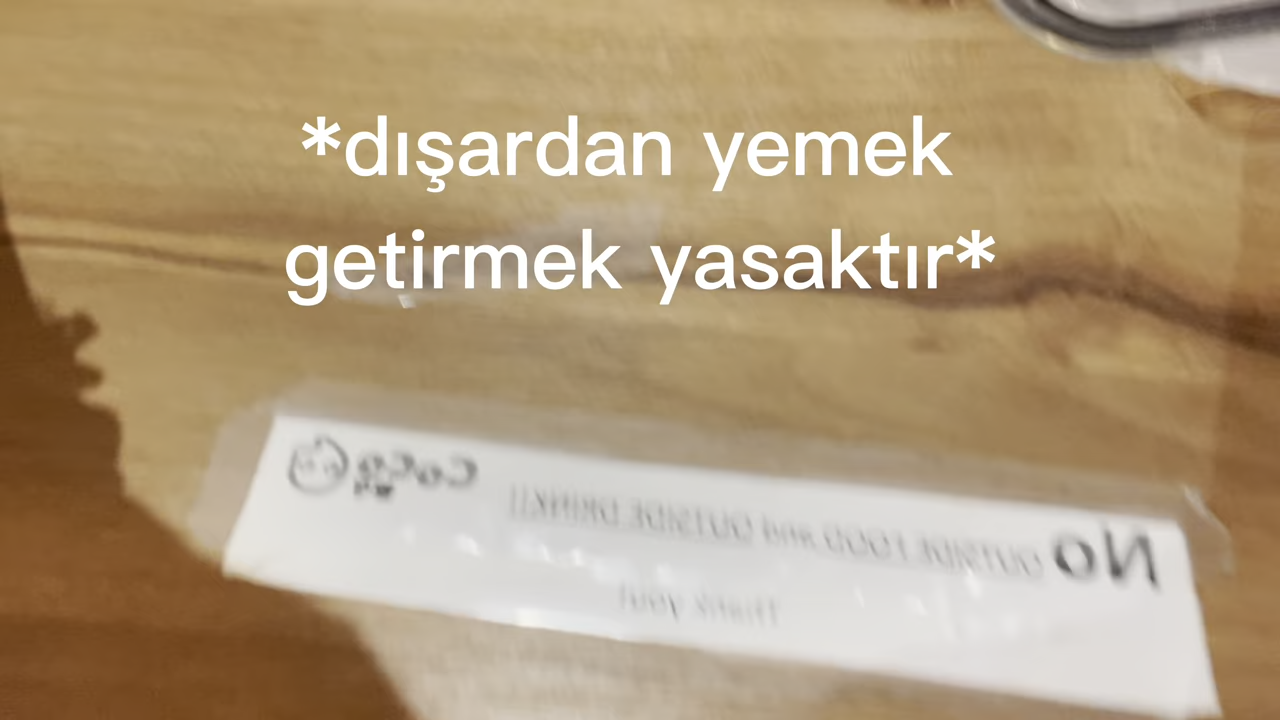 *dışardan yemek
getirmek yasaktır*
No OUTSIDE FOOD and OUTSIDE DRINK!!
Thank you!